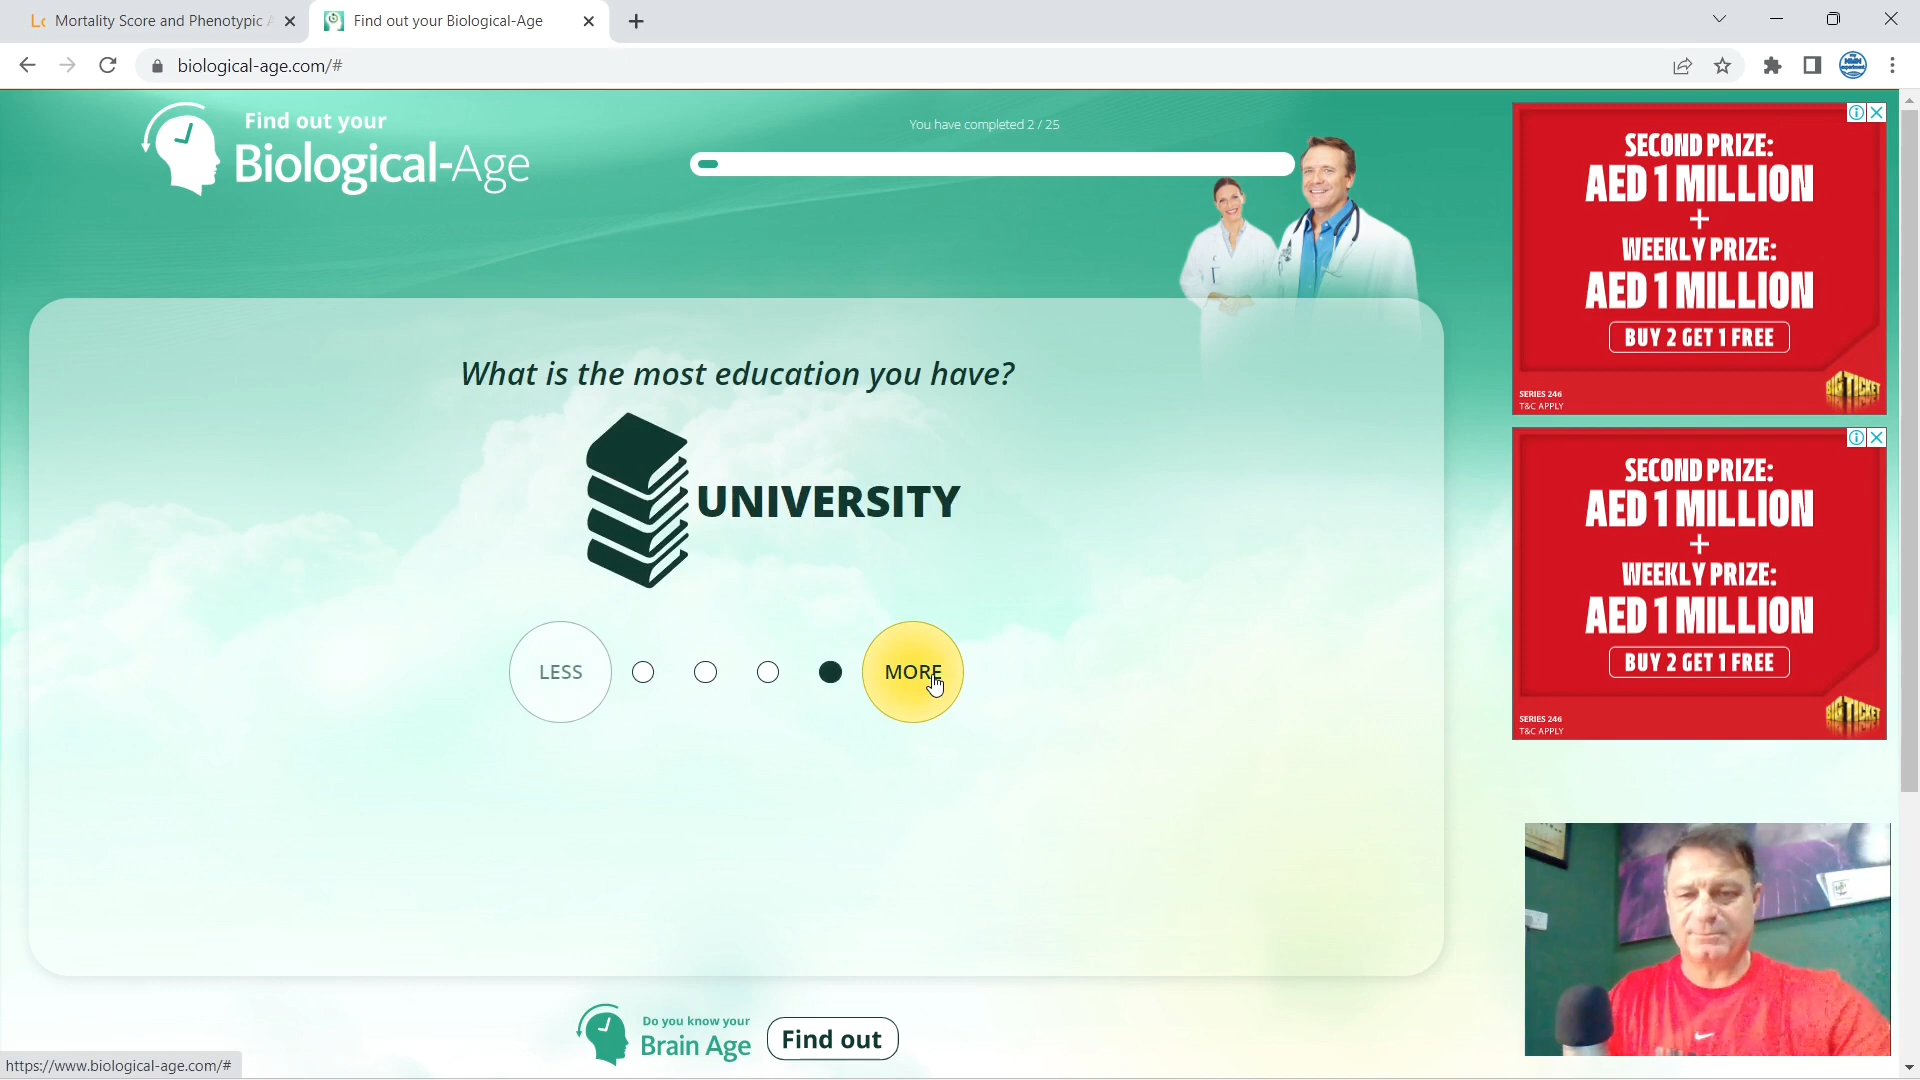 Mortality Score and Phenotypic
Find out your Biological-Age
biological-age.com/#
Find out your
Biological-Age
You have completed 2 / 25
What is the most education you have?
UNIVERSITY
LESS
MORE
SECOND PRIZE:
AED 1 MILLION
+
WEEKLY PRIZE:
AED 1 MILLION
BUY 2 GET 1 FREE
SERIES 246
T&C APPLY
BIG TICKET
SECOND PRIZE:
AED 1 MILLION
+
WEEKLY PRIZE:
AED 1 MILLION
BUY 2 GET 1 FREE
SERIES 246
T&C APPLY
BIG TICKET
Do you know your
Brain Age
Find out
https://www.biological-age.com/#